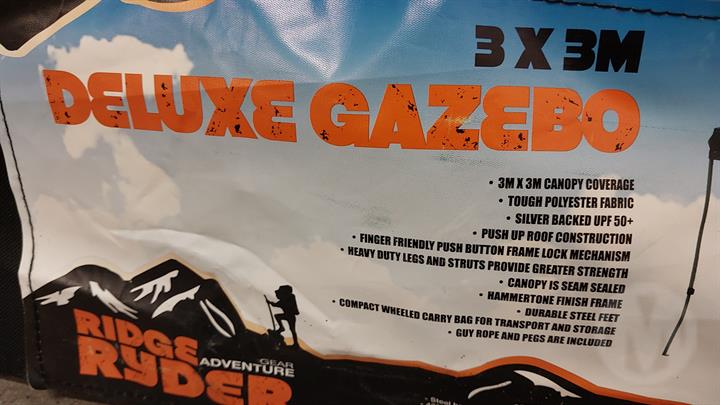 3 X 3M
DELUXE GAZEBO
• 3M X 3M CANOPY COVERAGE
• TOUGH POLYESTER FABRIC
• SILVER BACKED UPF 50+
• PUSH UP ROOF CONSTRUCTION
• FINGER FRIENDLY PUSH BUTTON FRAME LOCK MECHANISM
• HEAVY DUTY LEGS AND STRUTS PROVIDE GREATER STRENGTH
• CANOPY IS SEAM SEALED
• HAMMERTONE FINISH FRAME
• DURABLE STEEL FEET
• COMPACT WHEELED CARRY BAG FOR TRANSPORT AND STORAGE
• GUY ROPE AND PEGS ARE INCLUDED
RIDGE
RYDER
ADVENTURE
GEAR
• Steel